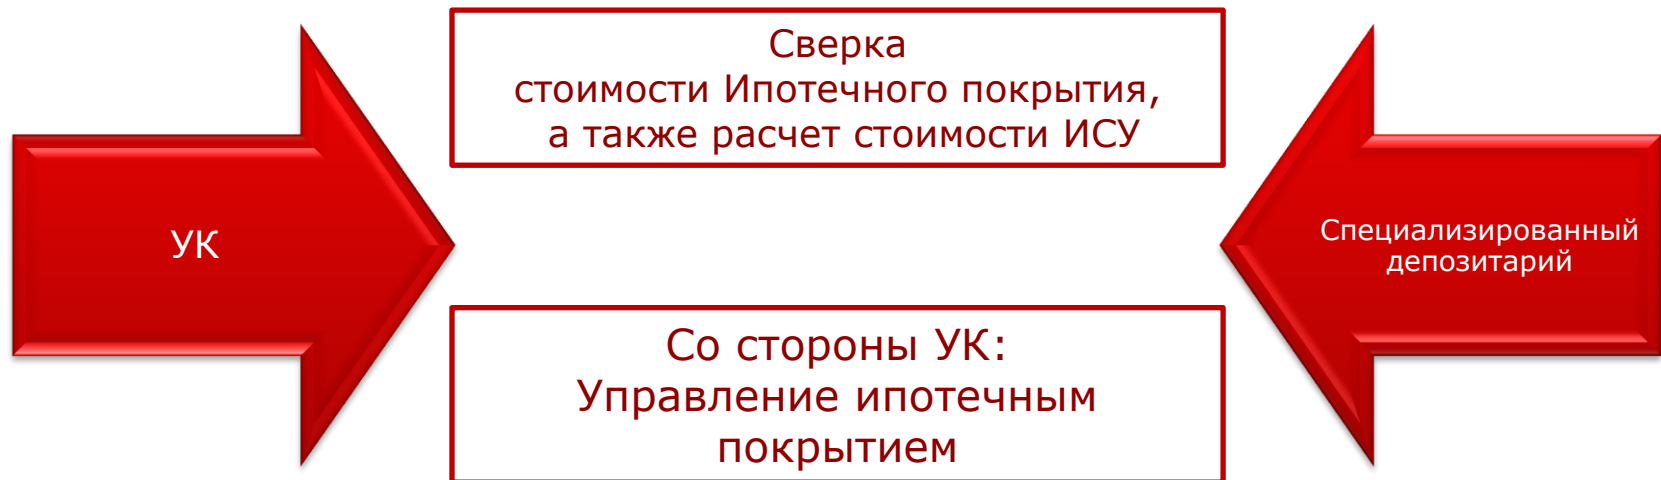 Сверка
стоимости Ипотечного покрытия,
а также расчет стоимости ИСУ
УК
Специализированный
депозитарий
Со стороны УК:
Управление ипотечным
покрытием